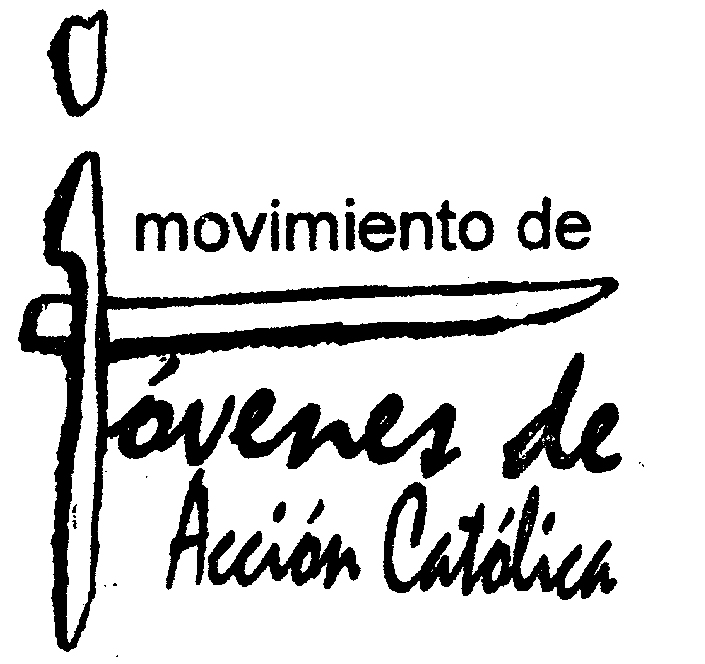 movimiento de
jóvenes de
Acción Católica